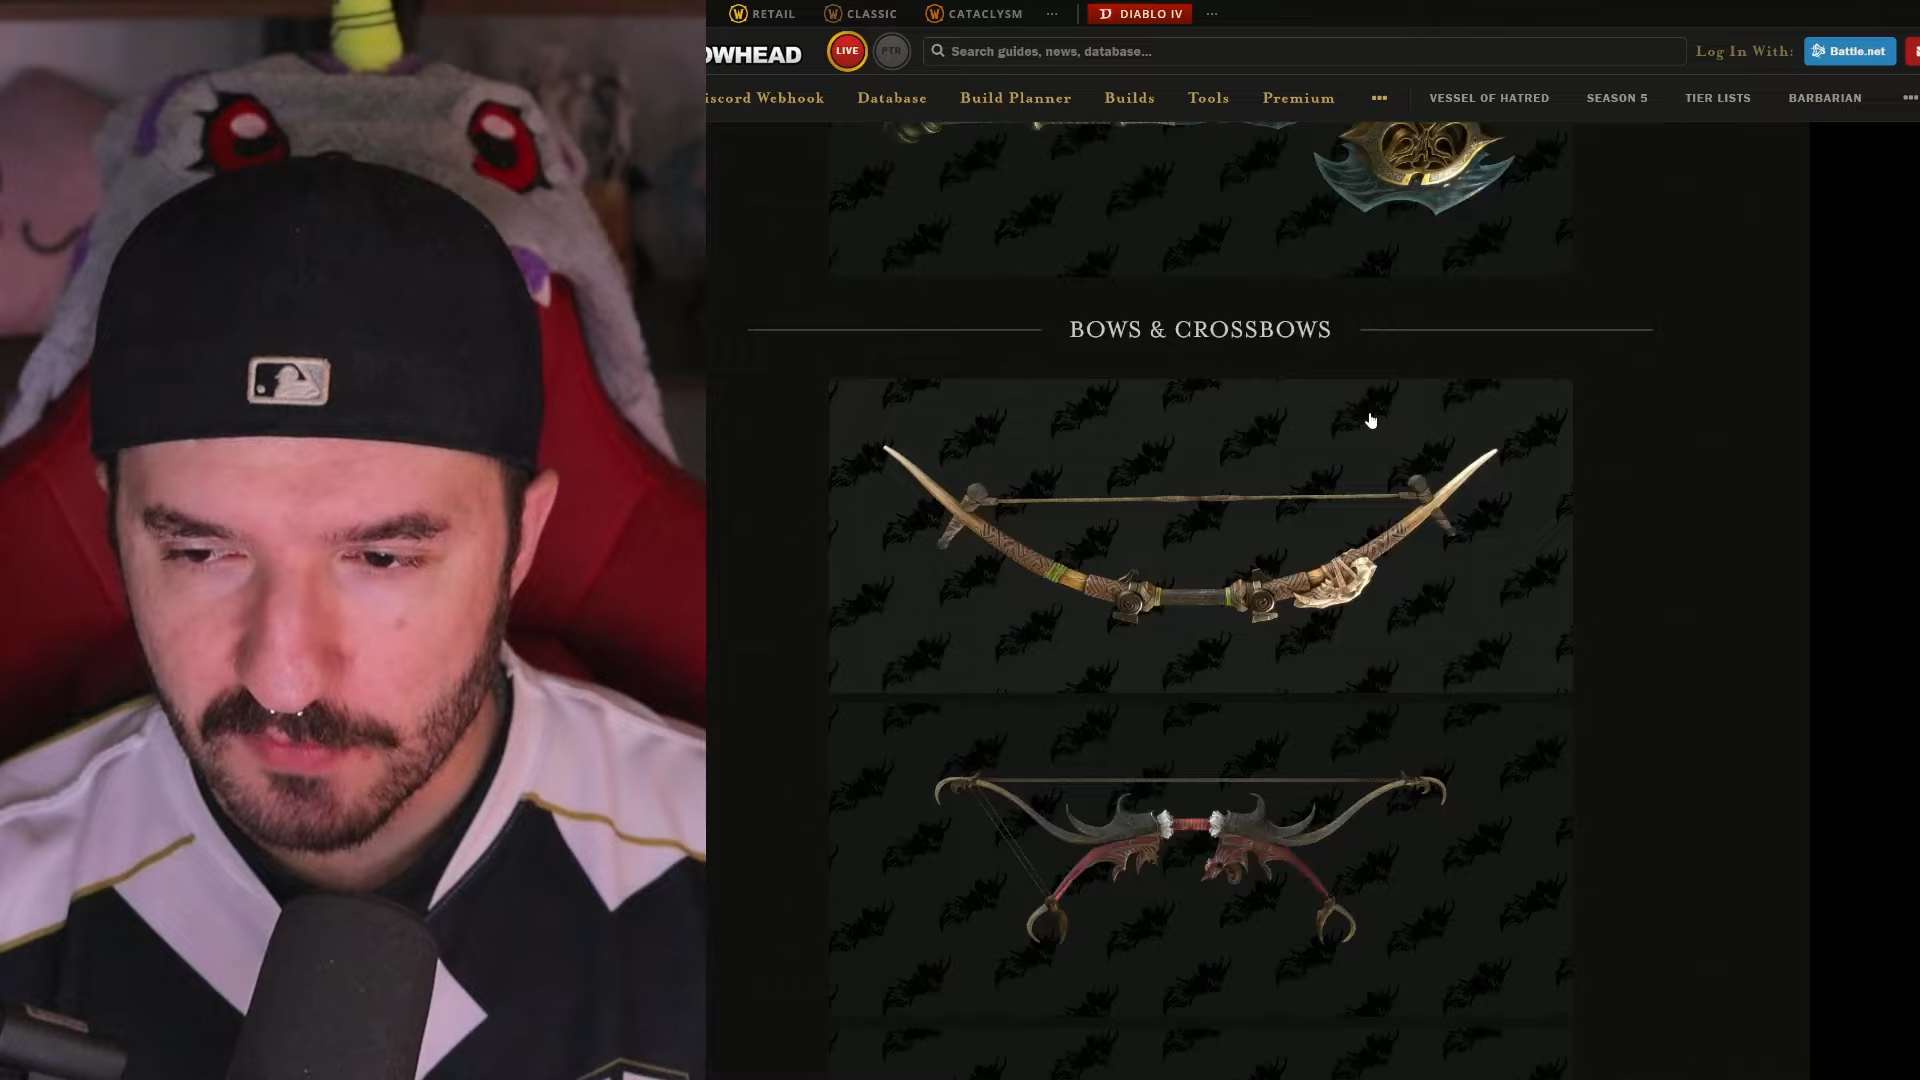 RETAIL CLASSIC CATACLYSM ... DIABLO IV ...
OWHEAD LIVE PTR Search guides, news, database... Log In With: Battle.net
iscord Webhook Database Build Planner Builds Tools Premium ... VESSEL OF HATRED SEASON 5 TIER LISTS BARBARIAN ...
BOWS & CROSSBOWS